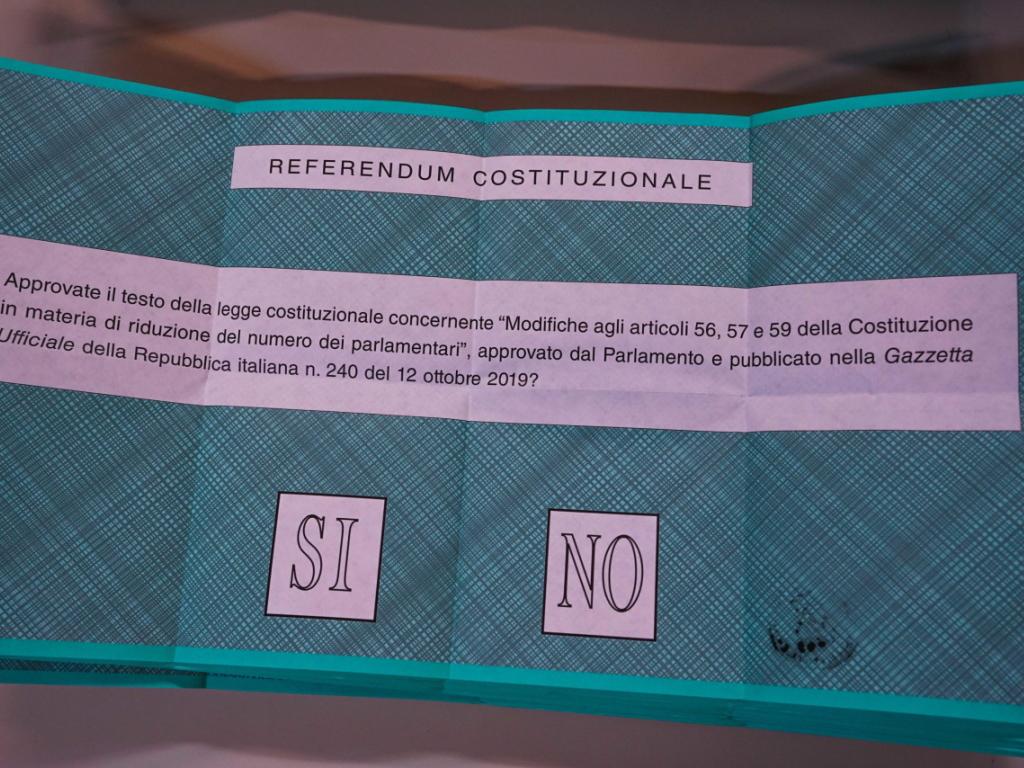 REFERENDUM COSTITUZIONALE
Approvate il testo della legge costituzionale concernente “Modifiche agli articoli 56, 57 e 59 della Costituzione
in materia di riduzione del numero dei parlamentari”, approvato dal Parlamento e pubblicato nella Gazzetta
Ufficiale della Repubblica italiana n. 240 del 12 ottobre 2019?
SI NO